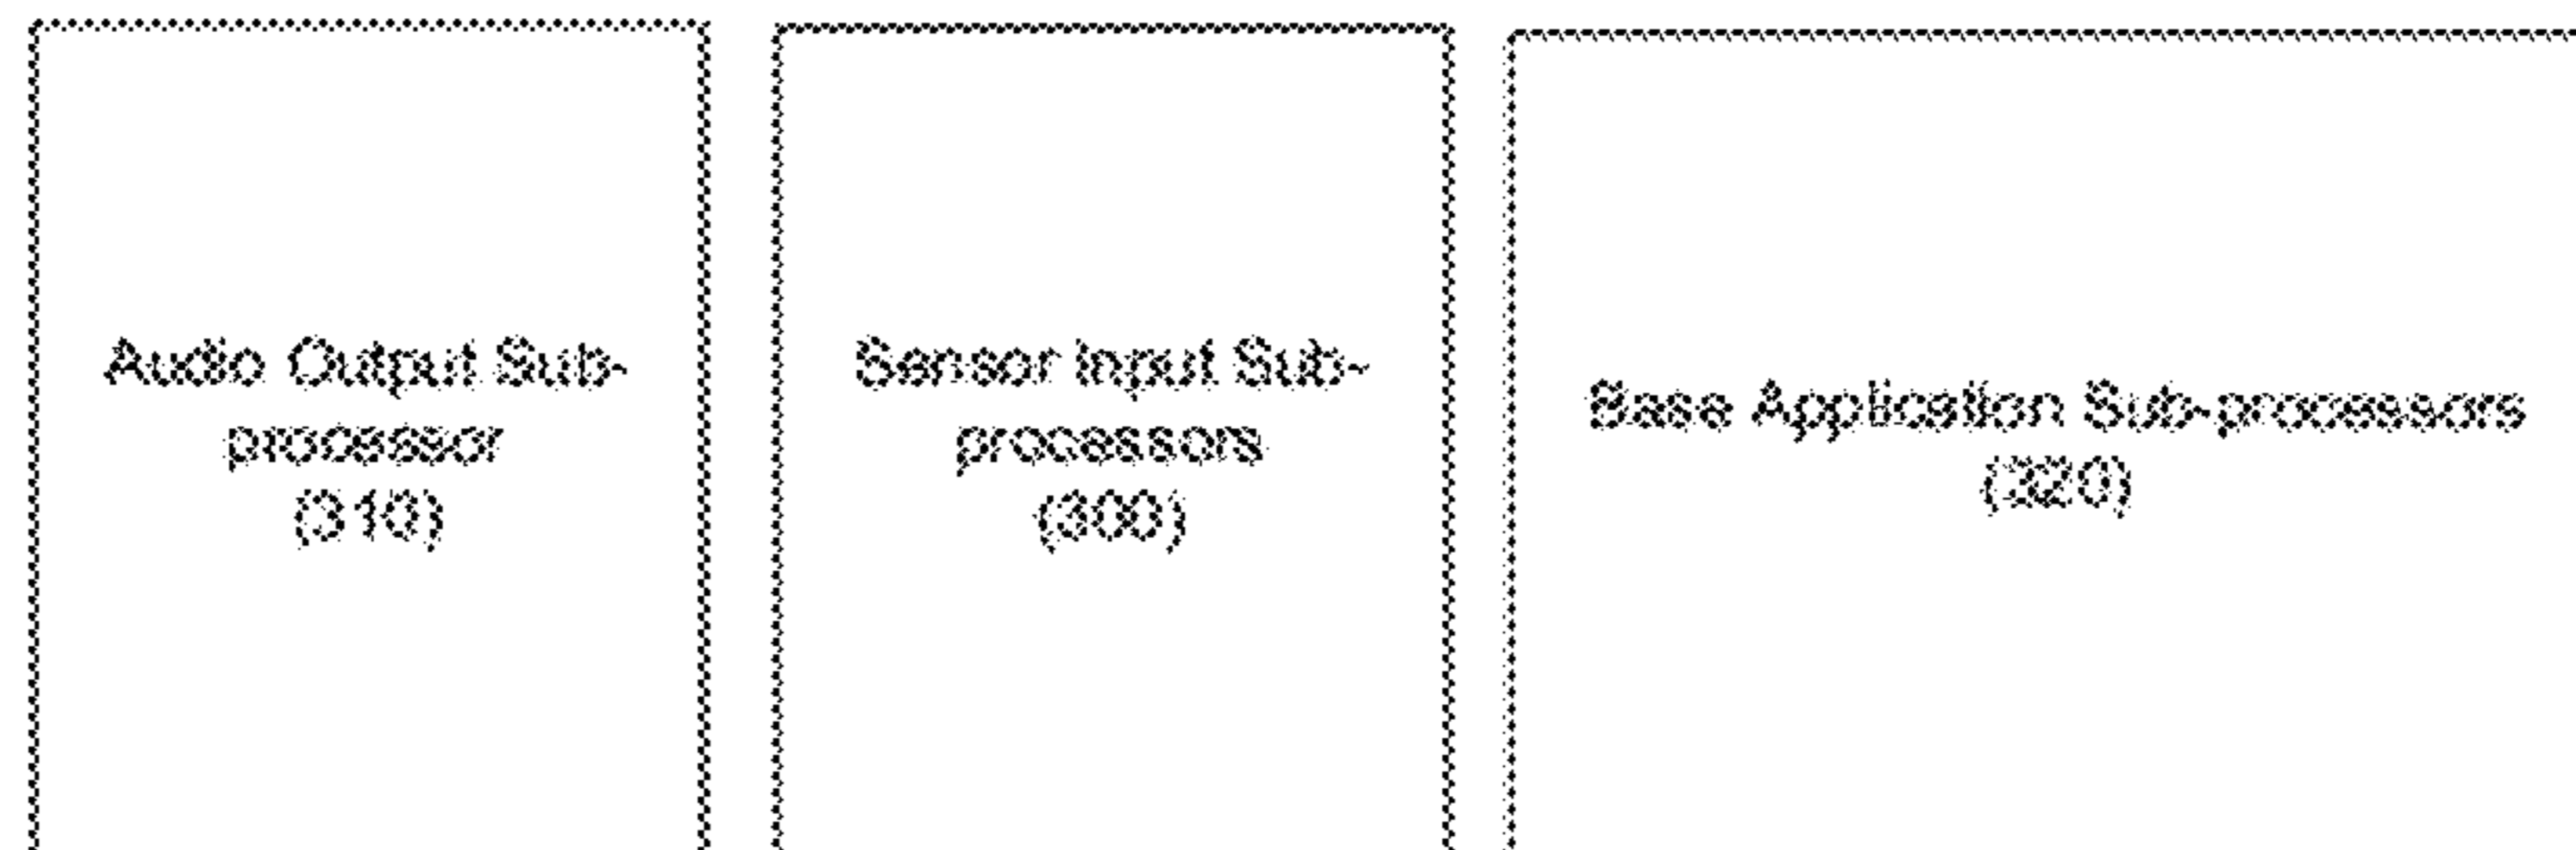 Audio Output Sub-
processor
(310)
Sensor Input Sub-
processors
(300)
Base Application Sub-processors
(320)